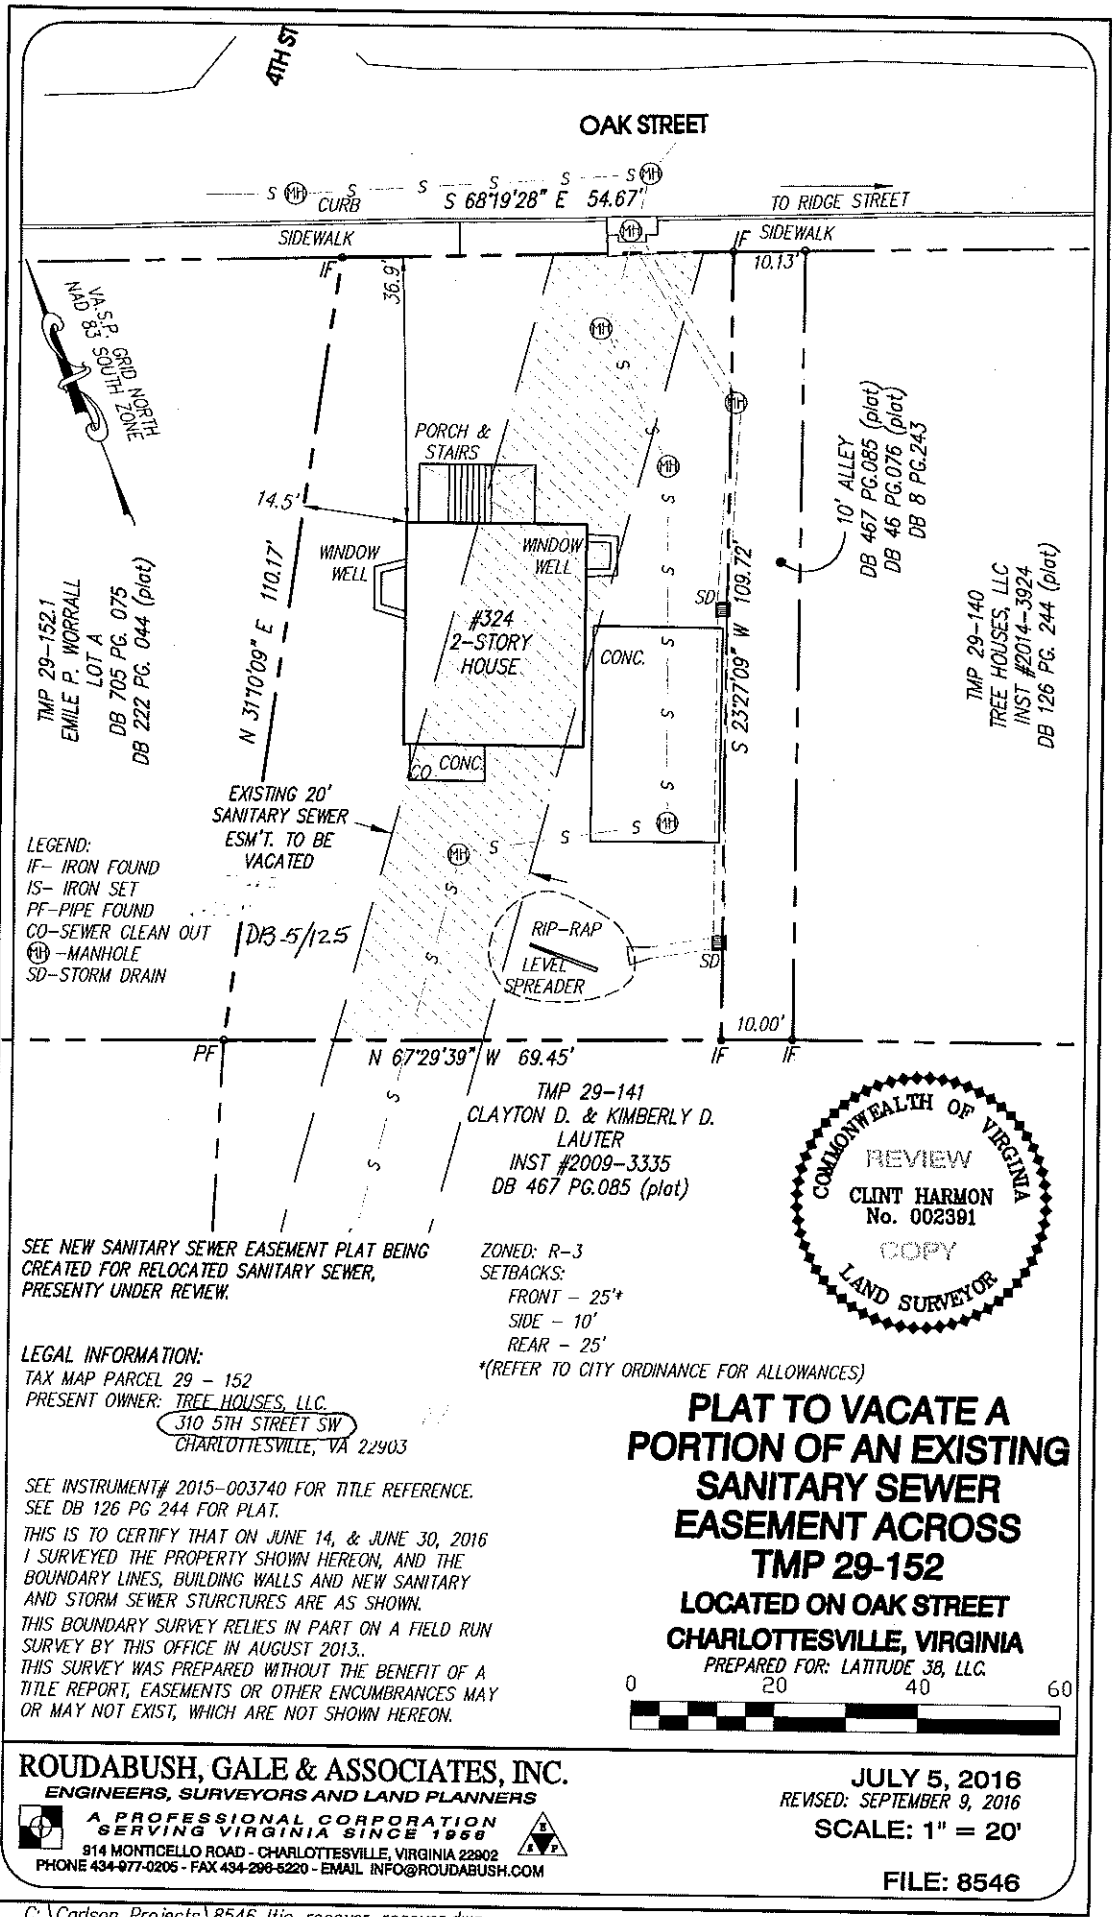 4TH ST
OAK STREET
S MH S S S S S MH
CURB
S 68°19'28" E 54.67'
TO RIDGE STREET
SIDEWALK
MH
IF SIDEWALK
IF
10.13'
36.9'
VA.S.P. GRID NORTH
NAD 83 SOUTH ZONE
MH
S
MH
PORCH &
STAIRS
S
MH
10' ALLEY
DB 467 PG.085 (plat)
DB 46 PG.076 (plat)
DB 8 PG.243
14.5'
S
WINDOW
WELL
WINDOW
WELL
S
SD
S 23°27'09" W 109.72'
TMP 29-152.1
EMILE P. WORRALL
LOT A
DB 705 PG. 075
DB 222 PG. 044 (plat)
N 31°10'09" E 110.17'
#324
2-STORY
HOUSE
S
CONC.
S
S
S
TMP 29-140
TREE HOUSES, LLC
INST #2014-3924
DB 126 PG. 244 (plat)
CO CONC.
EXISTING 20'
SANITARY SEWER
ESM'T. TO BE
VACATED
S
MH S S S MH
LEGEND:
IF- IRON FOUND
IS- IRON SET
PF-PIPE FOUND
CO-SEWER CLEAN OUT
MH -MANHOLE
SD-STORM DRAIN
DB-5/125
S
S
S
RIP-RAP
LEVEL
SPREADER
SD
10.00'
PF
N 67°29'39" W 69.45'
IF
IF
S
S
TMP 29-141
CLAYTON D. & KIMBERLY D.
LAUTER
INST #2009-3335
DB 467 PG.085 (plat)
COMMONWEALTH OF VIRGINIA
REVIEW
CLINT HARMON
No. 002391
COPY
LAND SURVEYOR
SEE NEW SANITARY SEWER EASEMENT PLAT BEING
CREATED FOR RELOCATED SANITARY SEWER,
PRESENTY UNDER REVIEW.
ZONED: R-3
SETBACKS:
FRONT - 25'*
SIDE - 10'
REAR - 25'
*(REFER TO CITY ORDINANCE FOR ALLOWANCES)
LEGAL INFORMATION:
TAX MAP PARCEL 29 - 152
PRESENT OWNER: TREE HOUSES, LLC.
310 5TH STREET SW
CHARLOTTESVILLE, VA 22903
SEE INSTRUMENT# 2015-003740 FOR TITLE REFERENCE.
SEE DB 126 PG 244 FOR PLAT.
THIS IS TO CERTIFY THAT ON JUNE 14, & JUNE 30, 2016
I SURVEYED THE PROPERTY SHOWN HEREON, AND THE
BOUNDARY LINES, BUILDING WALLS AND NEW SANITARY
AND STORM SEWER STURCTURES ARE AS SHOWN.
THIS BOUNDARY SURVEY RELIES IN PART ON A FIELD RUN
SURVEY BY THIS OFFICE IN AUGUST 2013..
THIS SURVEY WAS PREPARED WITHOUT THE BENEFIT OF A
TITLE REPORT, EASEMENTS OR OTHER ENCUMBRANCES MAY
OR MAY NOT EXIST, WHICH ARE NOT SHOWN HEREON.
PLAT TO VACATE A
PORTION OF AN EXISTING
SANITARY SEWER
EASEMENT ACROSS
TMP 29-152
LOCATED ON OAK STREET
CHARLOTTESVILLE, VIRGINIA
PREPARED FOR: LATITUDE 38, LLC.
0 20 40 60
ROUDABUSH, GALE & ASSOCIATES, INC.
ENGINEERS, SURVEYORS AND LAND PLANNERS
A PROFESSIONAL CORPORATION
SERVING VIRGINIA SINCE 1956
914 MONTICELLO ROAD - CHARLOTTESVILLE, VIRGINIA 22902
PHONE 434-977-0205 - FAX 434-296-5220 - EMAIL INFO@ROUDABUSH.COM
JULY 5, 2016
REVISED: SEPTEMBER 9, 2016
SCALE: 1" = 20'
FILE: 8546